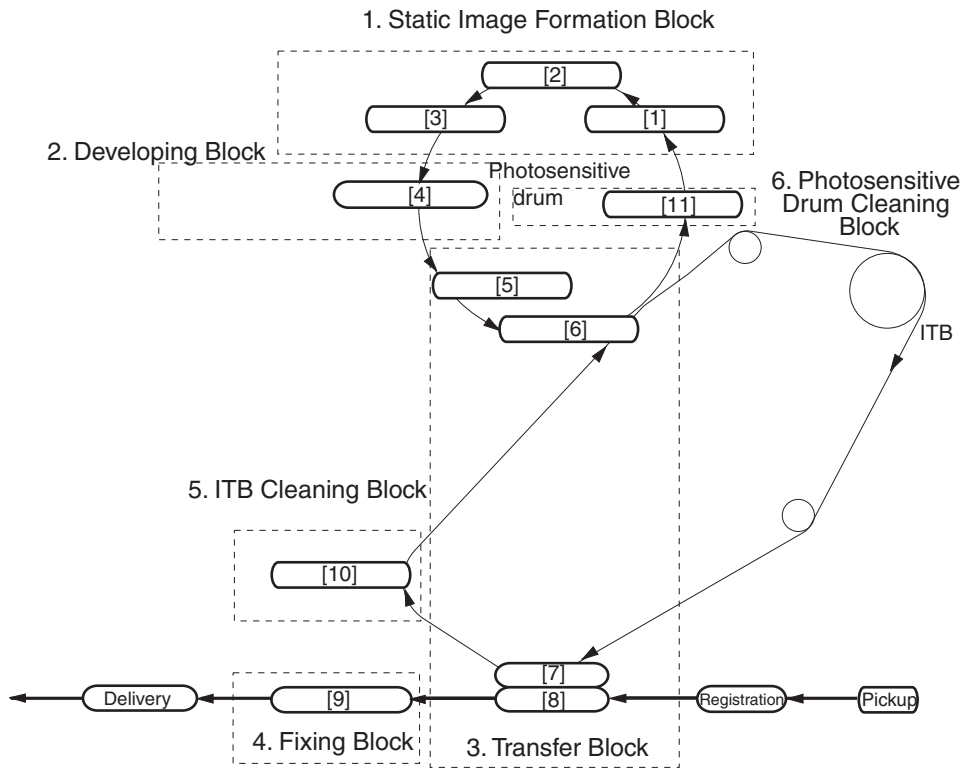 1. Static Image Formation Block
[2]
[3]
[1]
2. Developing Block
Photosensitive
drum
[4]
[11]
6. Photosensitive
Drum Cleaning
Block
[5]
[6]
ITB
5. ITB Cleaning Block
[10]
[7]
Delivery
[9]
[8]
Registration
Pickup
4. Fixing Block
3. Transfer Block